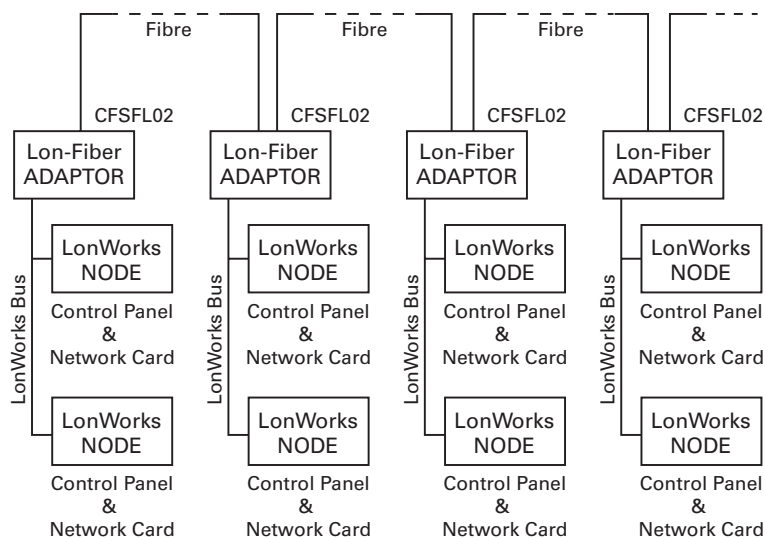 Fibre
Fibre
Fibre
CFSFL02
CFSFL02
CFSFL02
CFSFL02
Lon-Fiber
ADAPTOR
Lon-Fiber
ADAPTOR
Lon-Fiber
ADAPTOR
Lon-Fiber
ADAPTOR
LonWorks Bus
LonWorks
NODE
Control Panel
&
Network Card
LonWorks
NODE
Control Panel
&
Network Card
LonWorks Bus
LonWorks
NODE
Control Panel
&
Network Card
LonWorks
NODE
Control Panel
&
Network Card
LonWorks Bus
LonWorks
NODE
Control Panel
&
Network Card
LonWorks
NODE
Control Panel
&
Network Card
LonWorks Bus
LonWorks
NODE
Control Panel
&
Network Card
LonWorks
NODE
Control Panel
&
Network Card